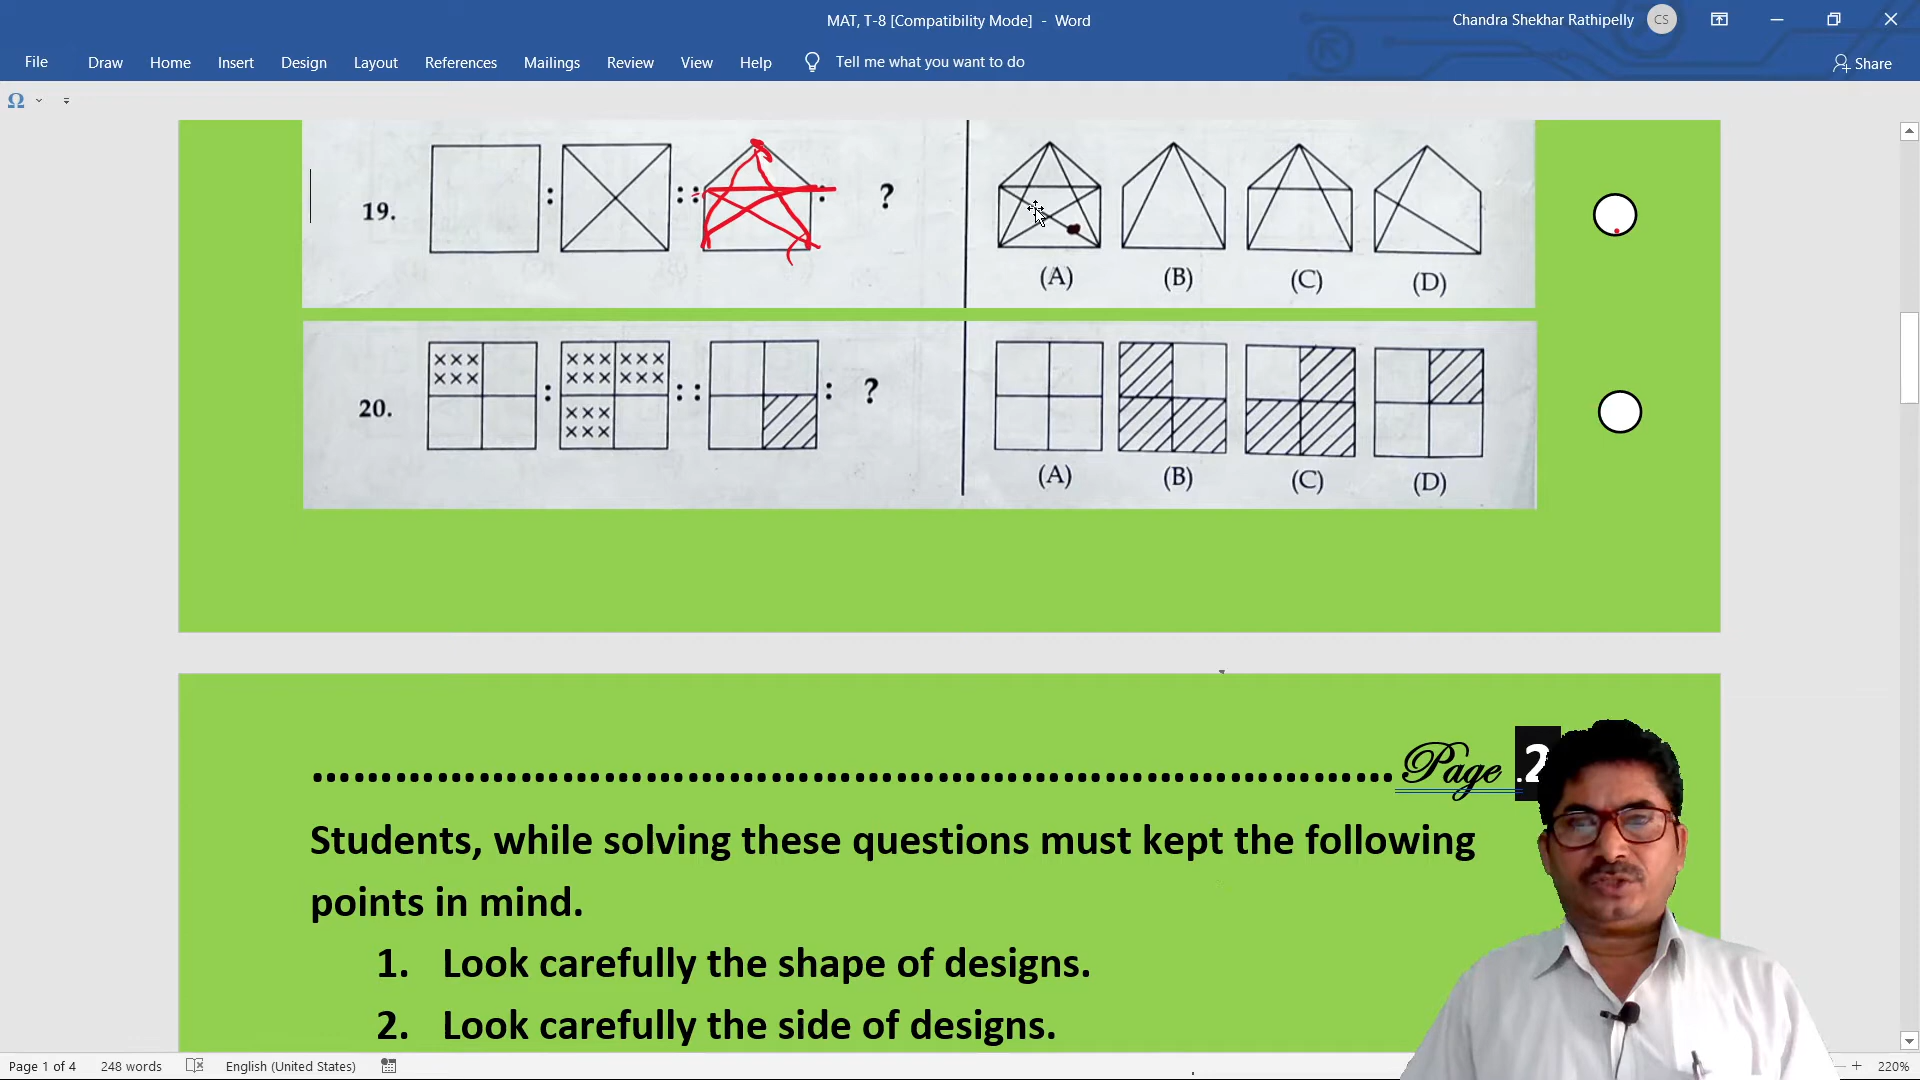 MAT, T-8 [Compatibility Mode] - Word
Chandra Shekhar Rathipelly
CS
File Draw Home Insert Design Layout References Mailings Review View Help Tell me what you want to do
Share
Ω
19. : :: : ?
(A) (B) (C) (D)
20. : :: : ?
(A) (B) (C) (D)
Page 2
Students, while solving these questions must kept the following
points in mind.
1. Look carefully the shape of designs.
2. Look carefully the side of designs.
Page 1 of 4 248 words English (United States)
220%